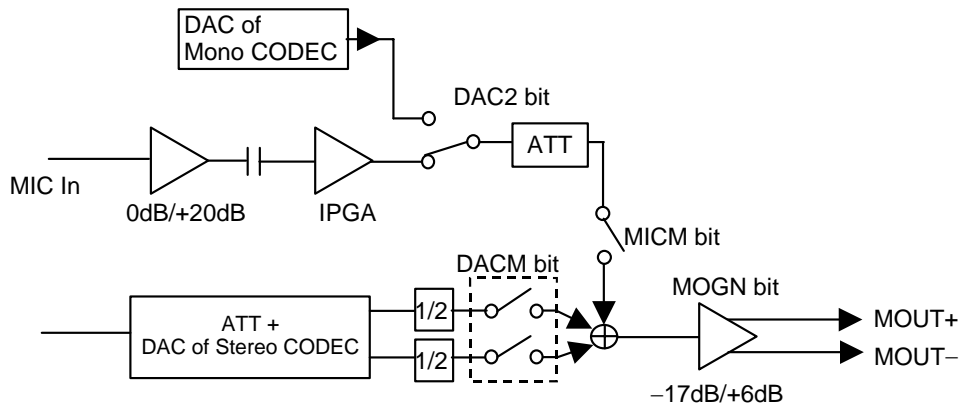 DAC of
Mono CODEC
DAC2 bit
ATT
MIC In
0dB/+20dB
IPGA
MICM bit
DACM bit
MOGN bit
1/2
ATT +
DAC of Stereo CODEC
1/2
MOUT+
MOUT−
−17dB/+6dB